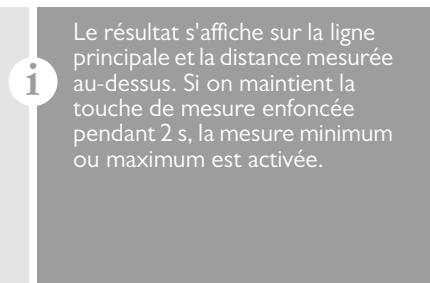 Le résultat s'affiche sur la ligne
principale et la distance mesurée
au-dessus. Si on maintient la
touche de mesure enfoncée
pendant 2 s, la mesure minimum
ou maximum est activée.
i